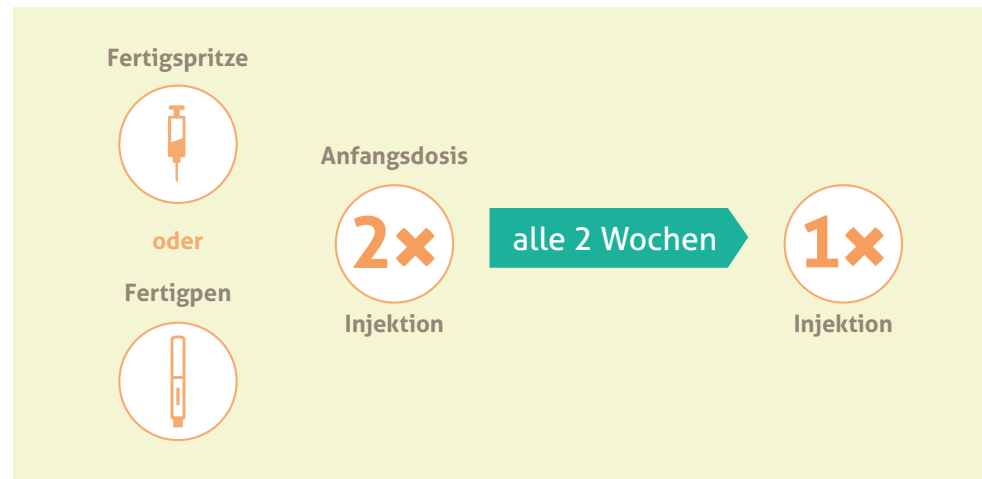 Fertigspritze
oder
Fertigpen
Anfangsdosis
2×
Injektion
alle 2 Wochen
1×
Injektion